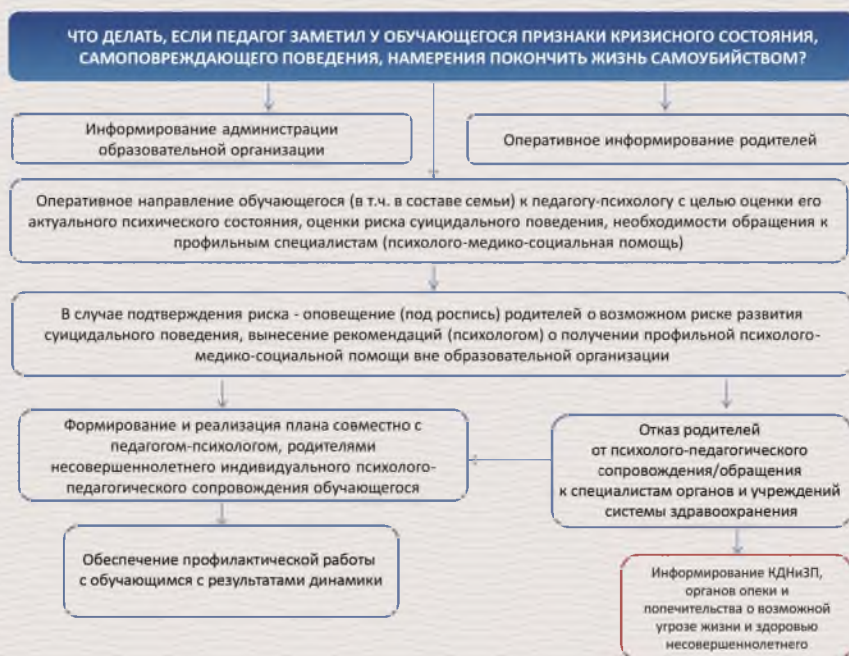 ЧТО ДЕЛАТЬ, ЕСЛИ ПЕДАГОГ ЗАМЕТИЛ У ОБУЧАЮЩЕГОСЯ ПРИЗНАКИ КРИЗИСНОГО СОСТОЯНИЯ,
САМОПОВРЕЖДАЮЩЕГО ПОВЕДЕНИЯ, НАМЕРЕНИЯ ПОКОНЧИТЬ ЖИЗНЬ САМОУБИЙСТВОМ?
Информирование администрации
образовательной организации
Оперативное информирование родителей
Оперативное направление обучающегося (в т.ч. в составе семьи) к педагогу-психологу с целью оценки его
актуального психического состояния, оценки риска суицидального поведения, необходимости обращения к
профильным специалистам (психолого-медико-социальная помощь)
В случае подтверждения риска - оповещение (под роспись) родителей о возможном риске развития
суицидального поведения, вынесение рекомендаций (психологом) о получении профильной психолого-
медико-социальной помощи вне образовательной организации
Формирование и реализация плана совместно с
педагогом-психологом, родителями
несовершеннолетнего индивидуального психолого-
педагогического сопровождения обучающегося
Отказ родителей
от психолого-педагогического
сопровождения/обращения
к специалистам органов и учреждений
системы здравоохранения
Обеспечение профилактической работы
с обучающимся с результатами динамики
Информирование КДНиЗП,
органов опеки и
попечительства о возможной
угрозе жизни и здоровью
несовершеннолетнего